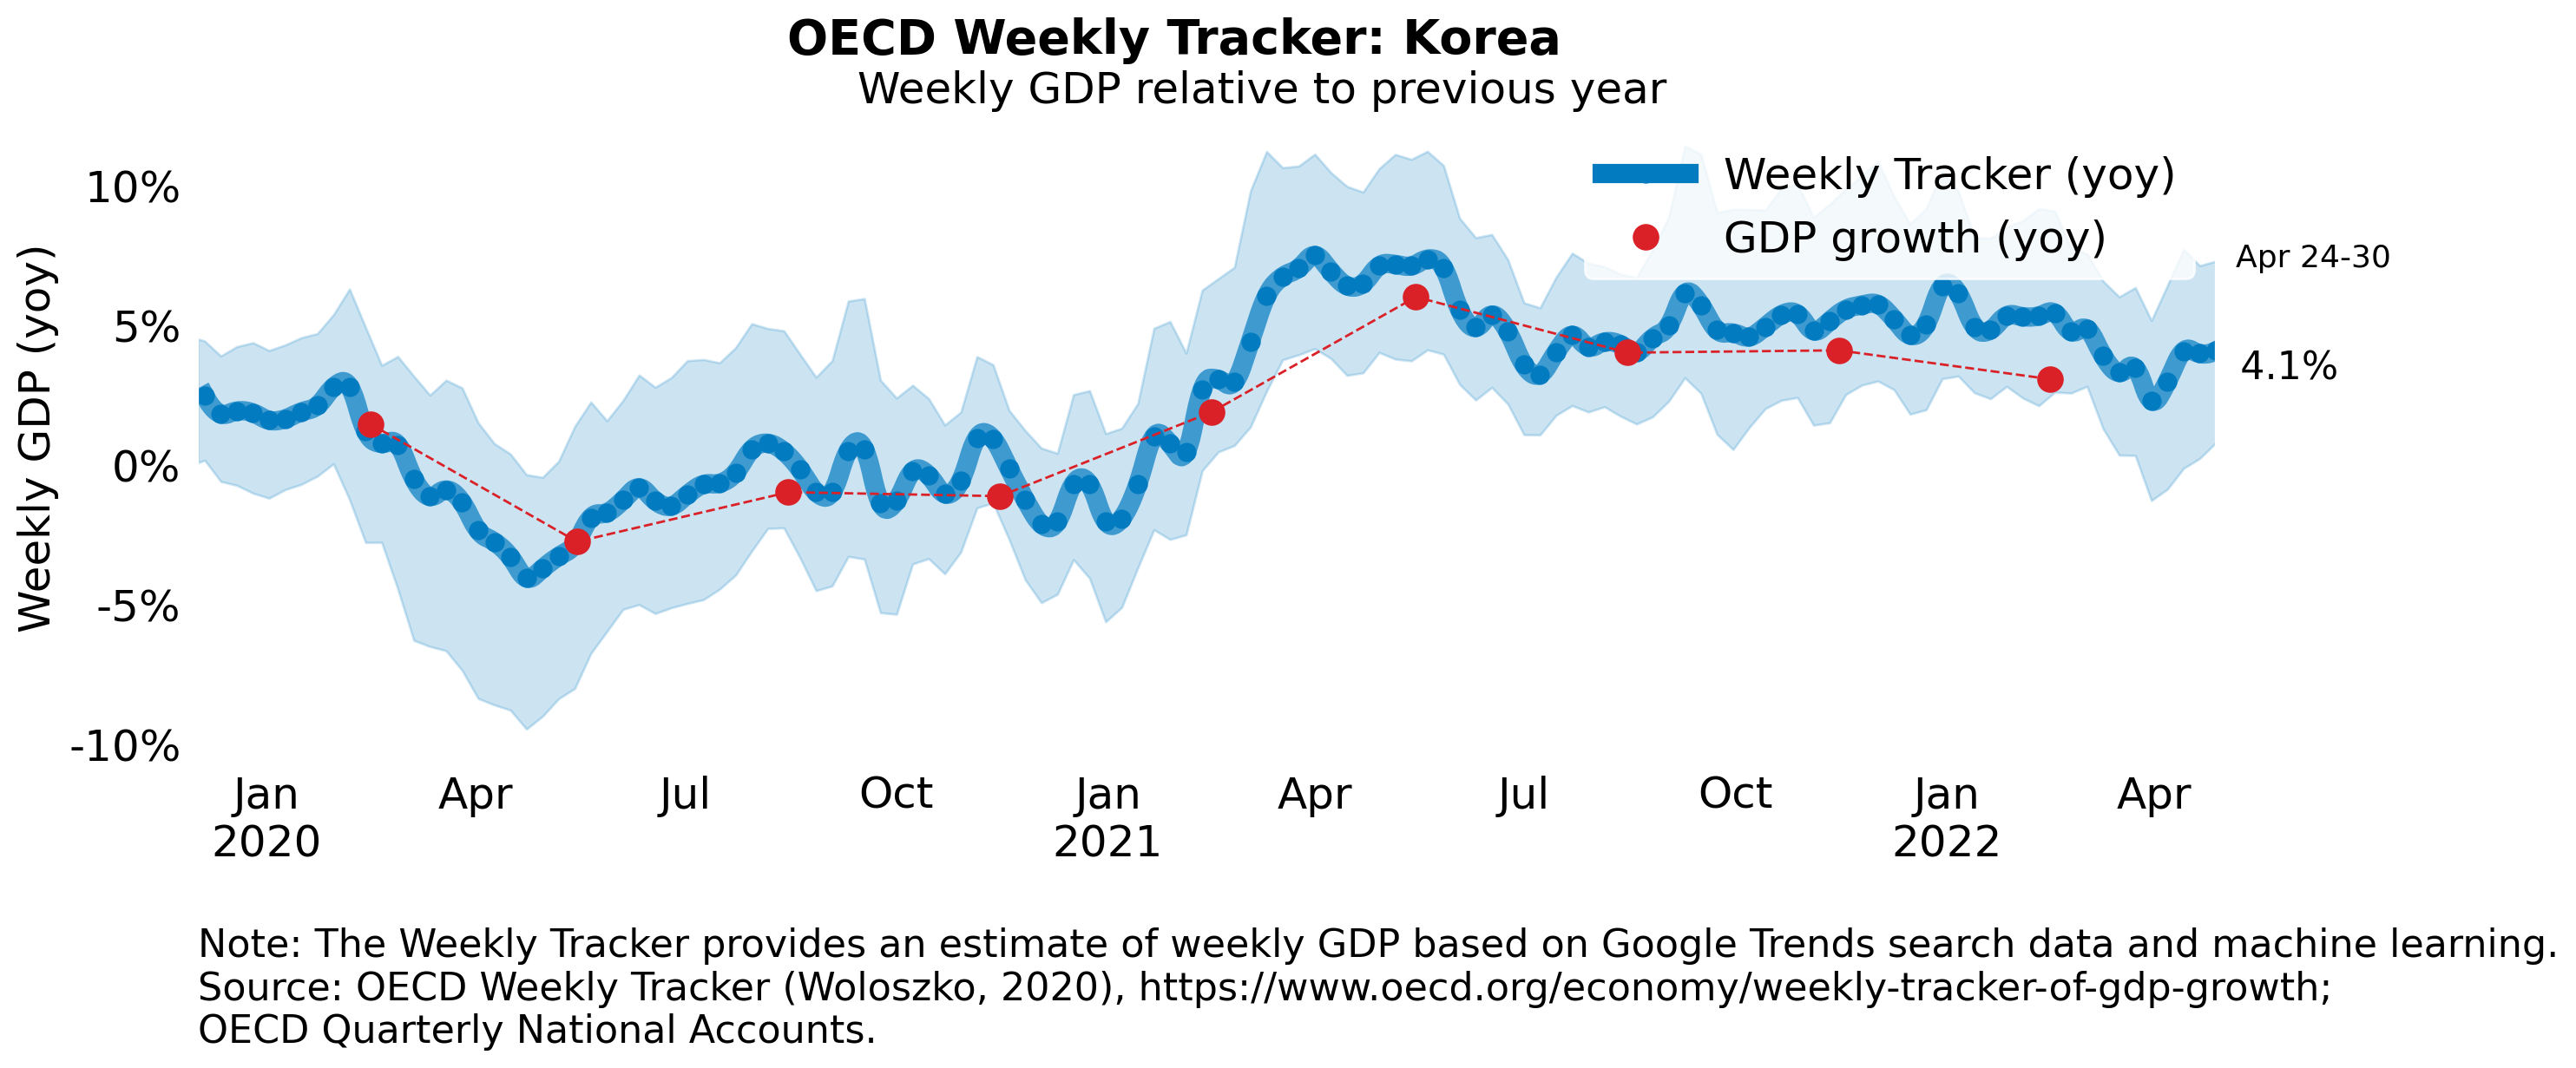 OECD Weekly Tracker: Korea
Weekly GDP relative to previous year
Weekly GDP (yoy)
10%
5%
0%
-5%
-10%
Weekly Tracker (yoy)
GDP growth (yoy)
Apr 24-30
4.1%
Jan Apr Jul Oct Jan Apr Jul Oct Jan Apr
2020 2021 2022
Note: The Weekly Tracker provides an estimate of weekly GDP based on Google Trends search data and machine learning.
Source: OECD Weekly Tracker (Woloszko, 2020), https://www.oecd.org/economy/weekly-tracker-of-gdp-growth;
OECD Quarterly National Accounts.